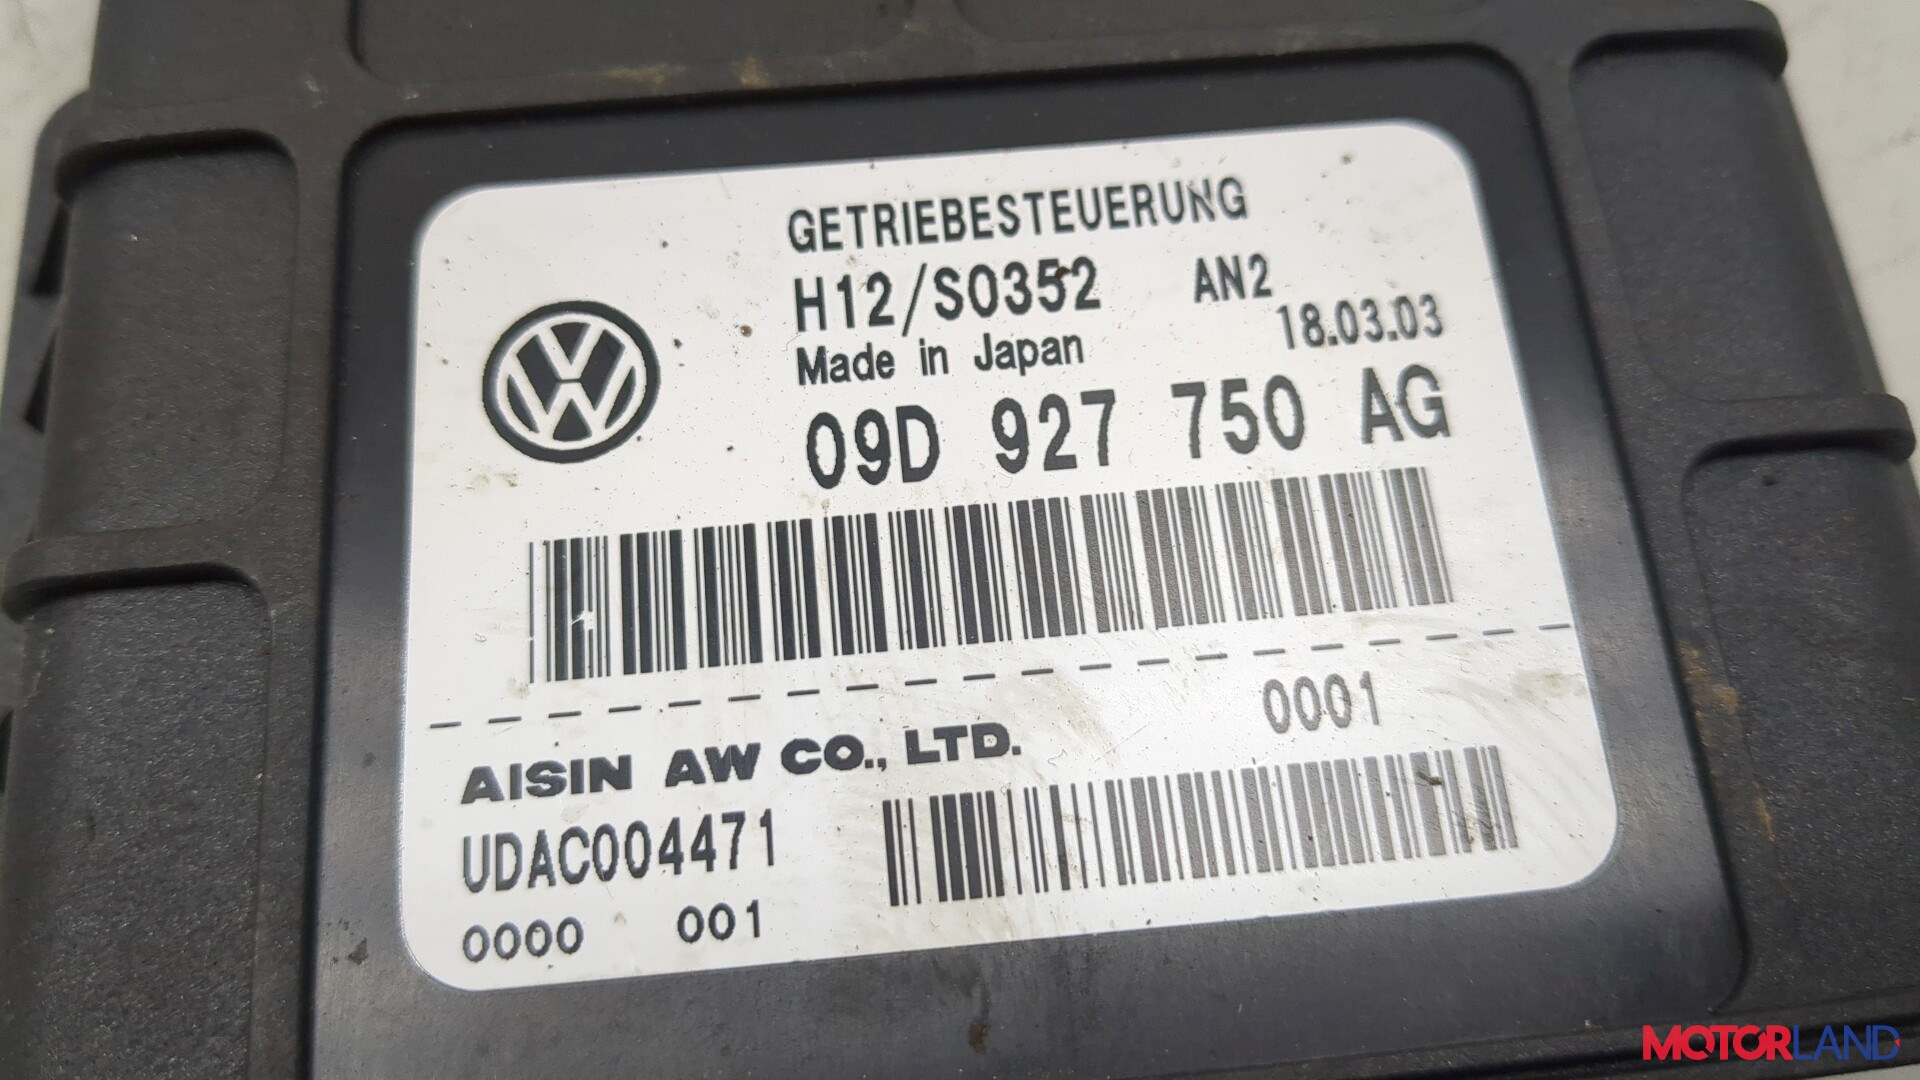 GETRIEBESTEUERUNG
H12/S0352 AN2
Made in Japan 18.03.03
09D 927 750 AG
0001
AISIN AW CO., LTD.
UDAC004471
0000 001
MOTORLAND